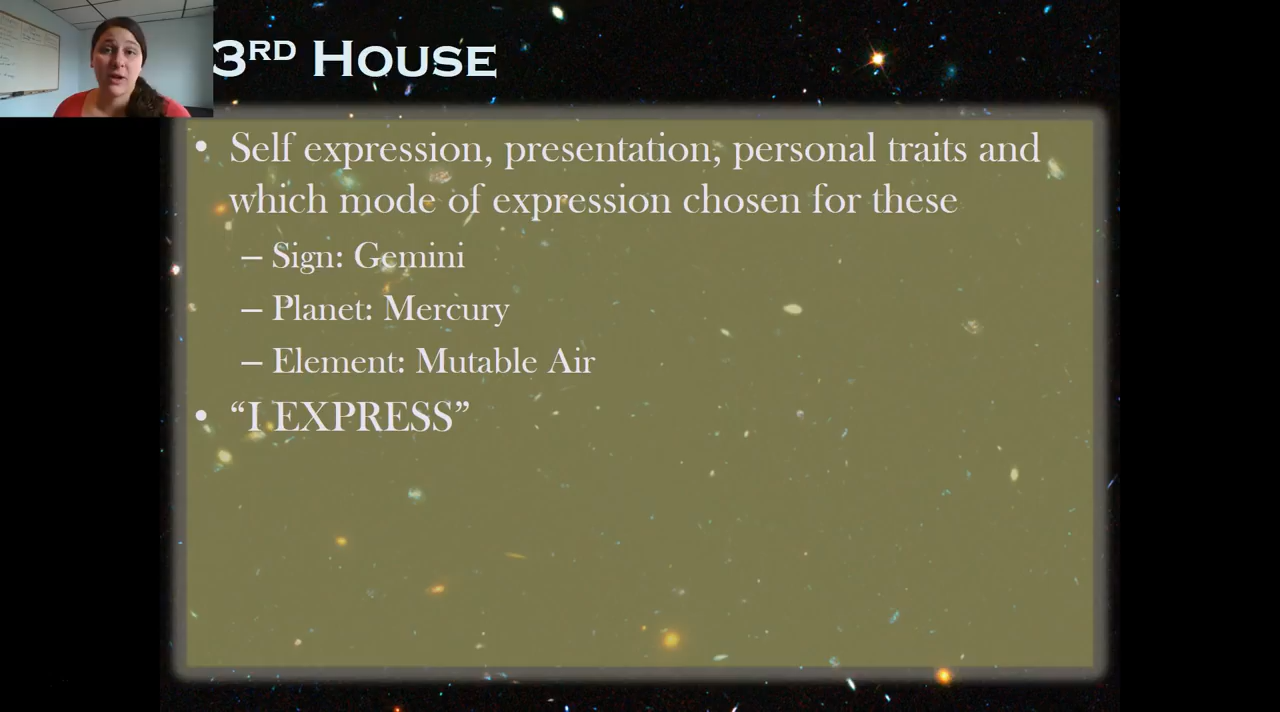 3RD HOUSE
• Self expression, presentation, personal traits and
which mode of expression chosen for these
– Sign: Gemini
– Planet: Mercury
– Element: Mutable Air
• “I EXPRESS”